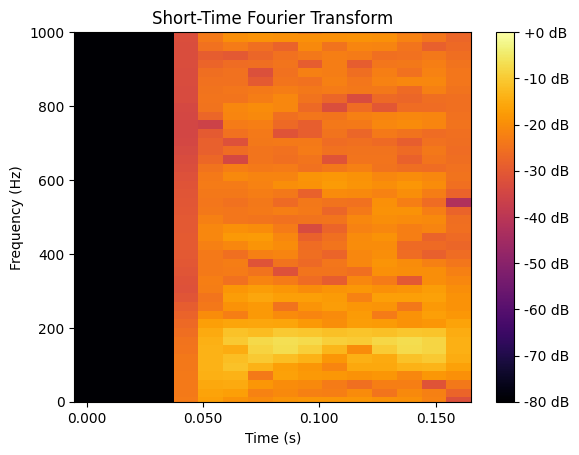 Short-Time Fourier Transform
1000
800
600
400
200
0
Frequency (Hz)
0.000
0.050
0.100
0.150
Time (s)
+0 dB
-10 dB
-20 dB
-30 dB
-40 dB
-50 dB
-60 dB
-70 dB
-80 dB